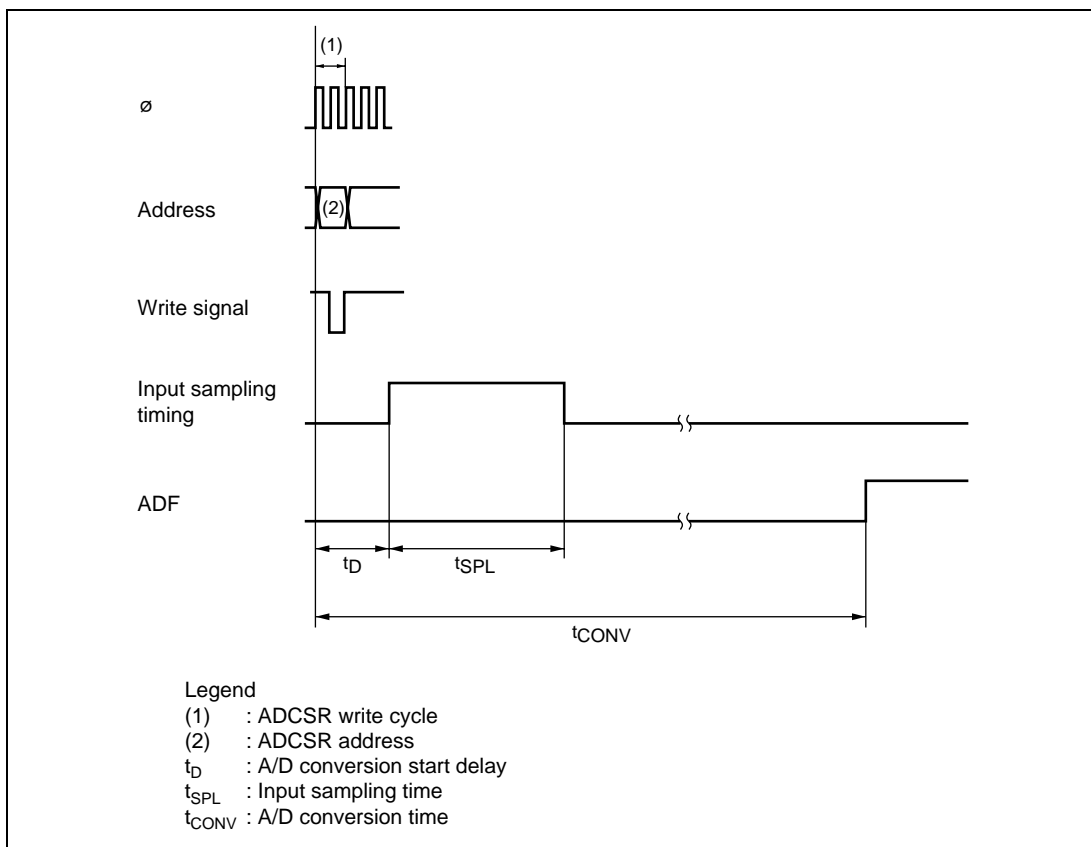 (1)
ø
Address
(2)
Write signal
Input sampling
timing
ADF
tD
tSPL
tCONV
Legend
(1) : ADCSR write cycle
(2) : ADCSR address
tD : A/D conversion start delay
tSPL : Input sampling time
tCONV : A/D conversion time